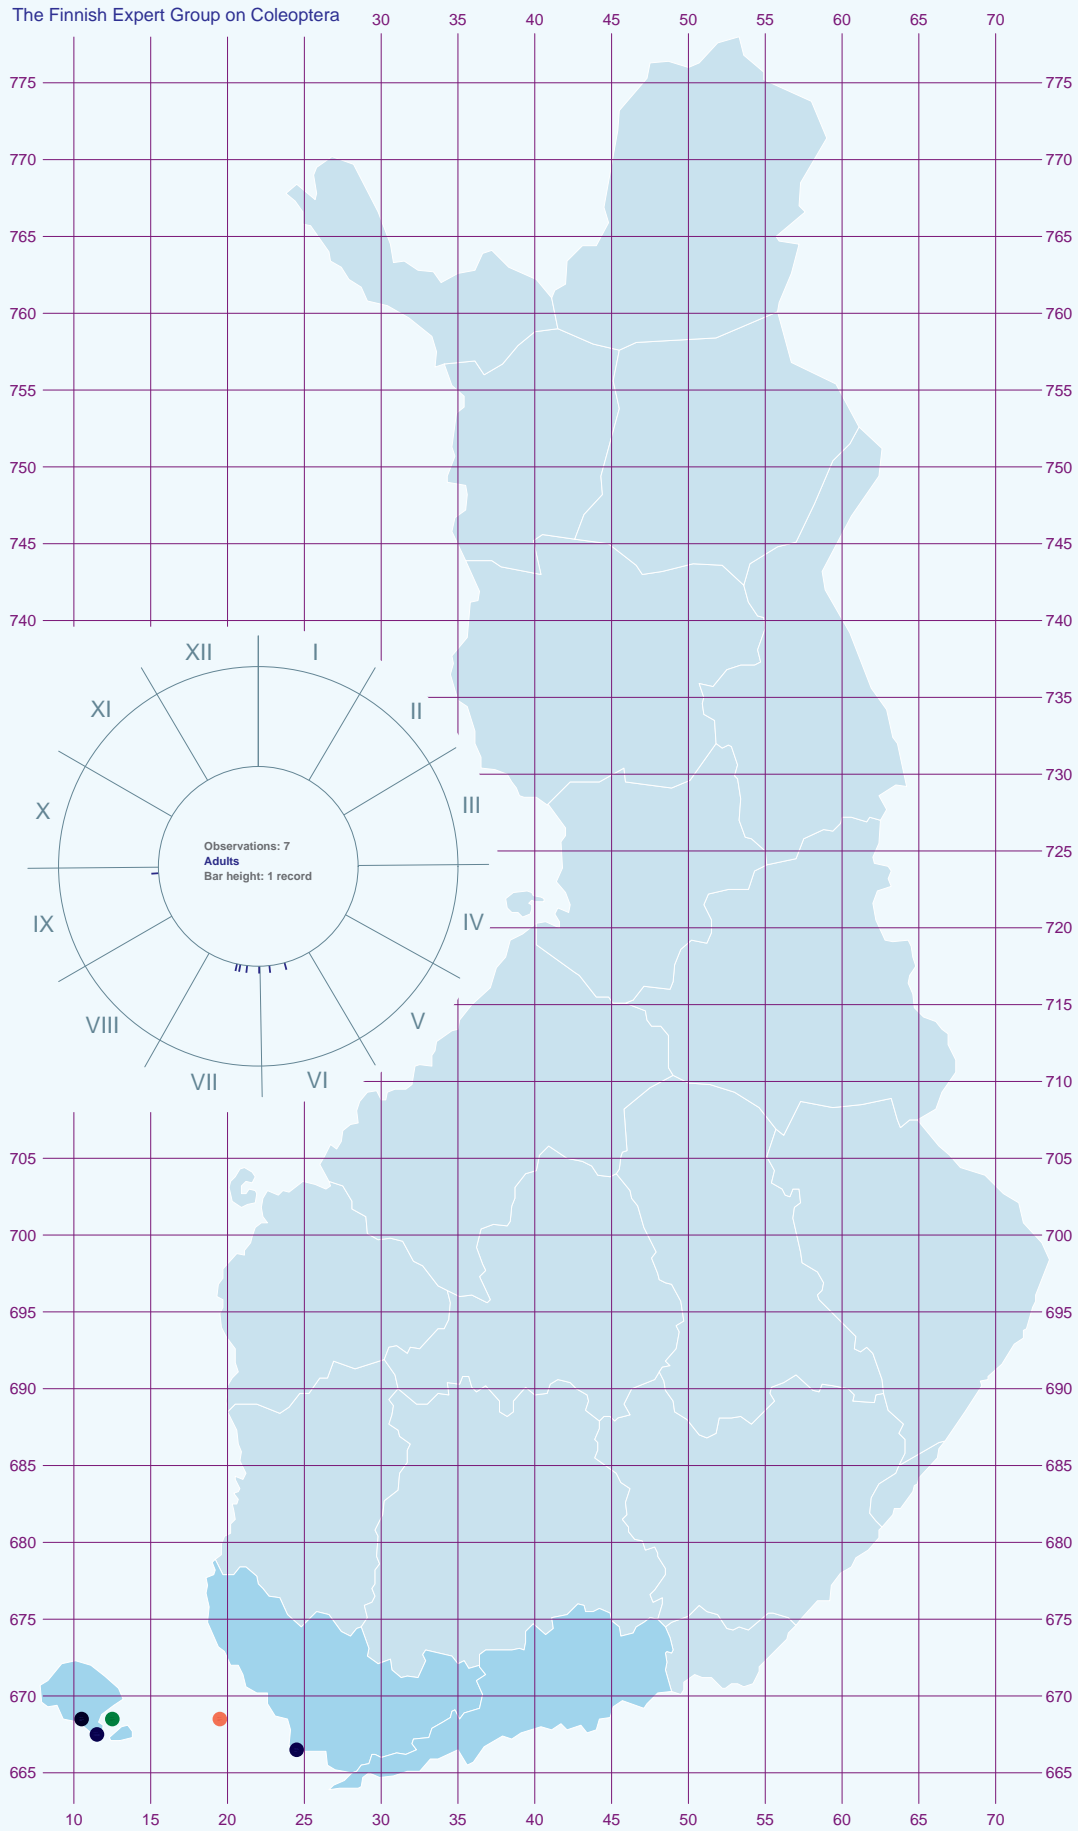 The Finnish Expert Group on Coleoptera
30 35 40 45 50 55 60 65 70
775 775
770 770
765 765
760 760
755 755
750 750
745 745
740 740
XII I
XI II
735
730
X III
725
Observations: 7
Adults
Bar height: 1 record
IX IV
720
715
VIII V
VII VI
710
705 705
700 700
695 695
690 690
685 685
680 680
675 675
670 670
665 665
10 15 20 25 30 35 40 45 50 55 60 65 70